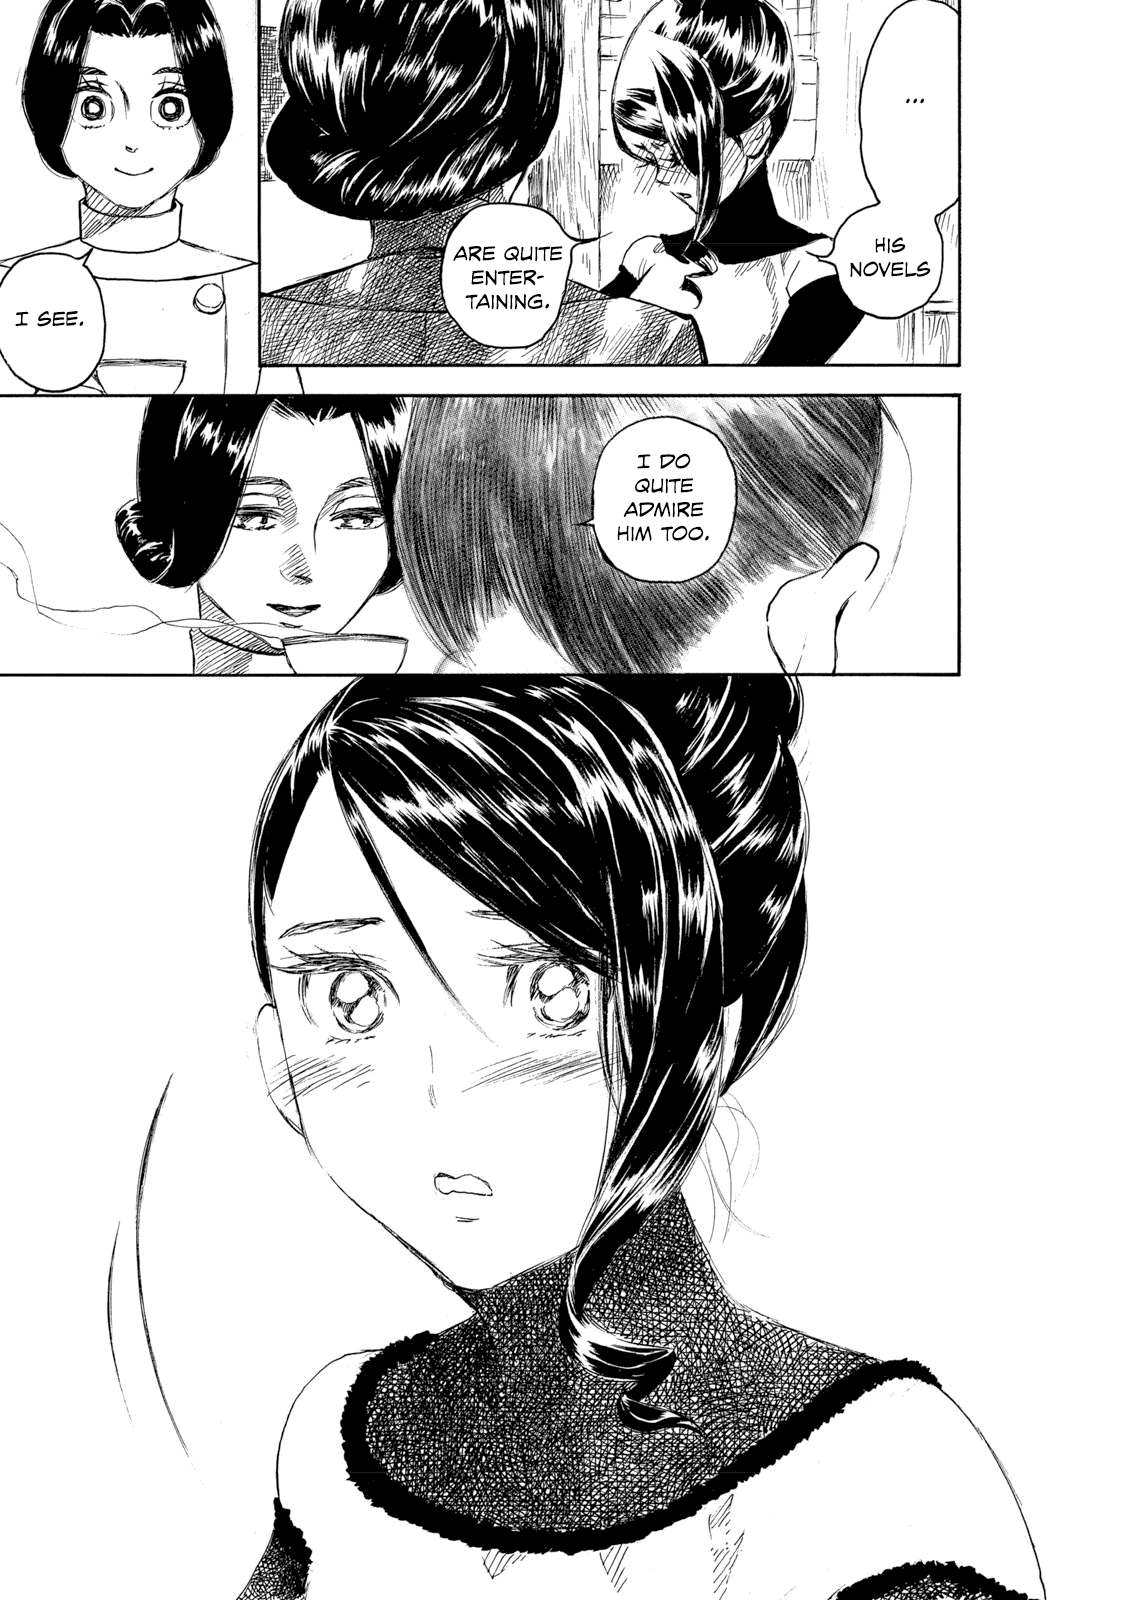 ...
HIS
NOVELS
ARE QUITE
ENTER-
TAINING.
I SEE.
I DO
QUITE
ADMIRE
HIM TOO.